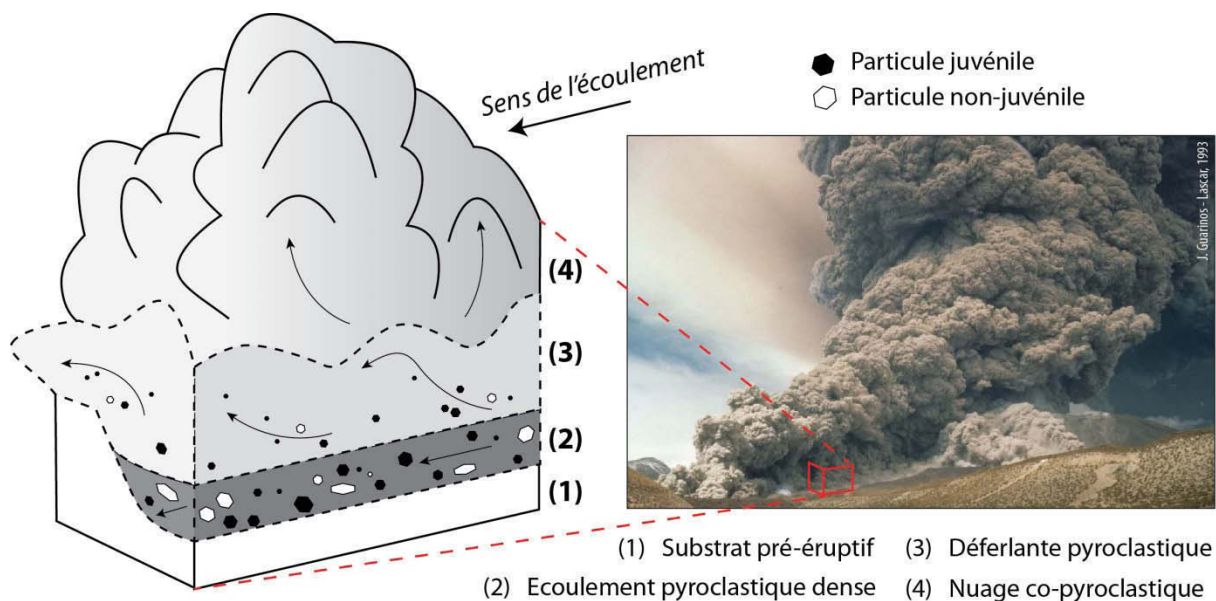 Sens de l'écoulement
Particule juvénile
Particule non-juvénile
J. Guarinos - Lascar, 1993
(4)
(3)
(2)
(1)
(1) Substrat pré-éruptif (3) Déferlante pyroclastique
(2) Ecoulement pyroclastique dense (4) Nuage co-pyroclastique